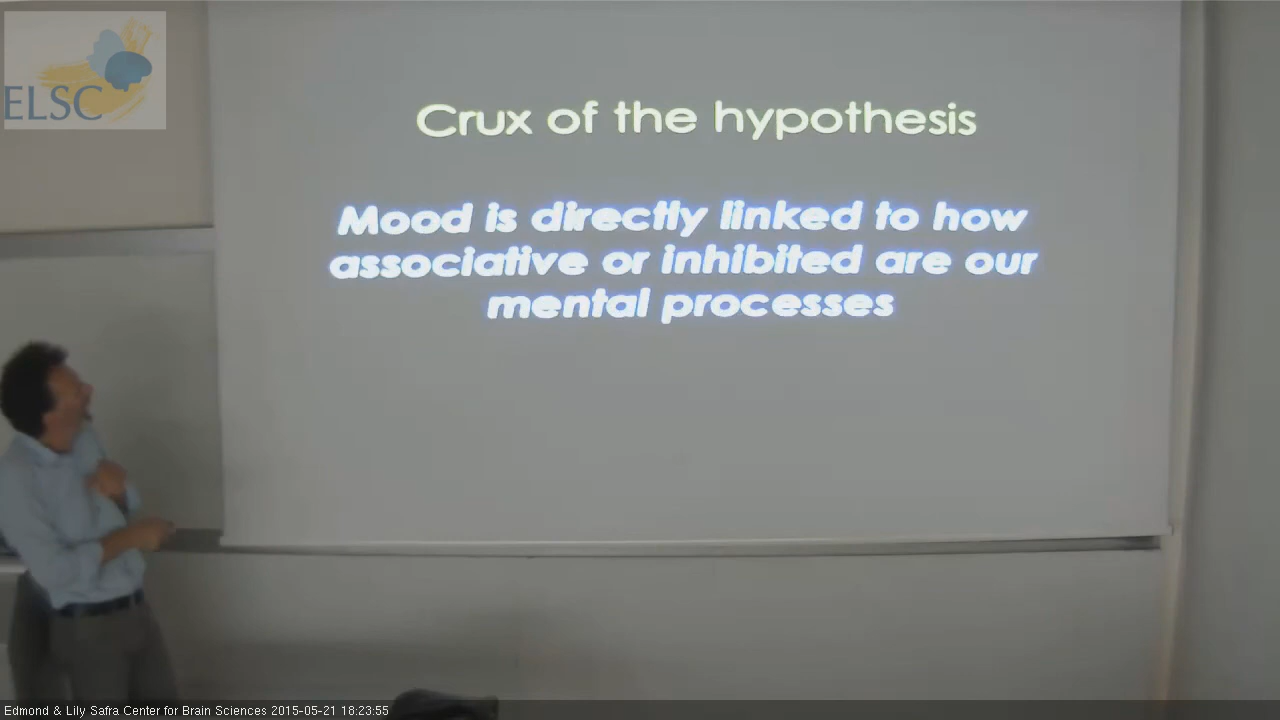 ELSC
Crux of the hypothesis
Mood is directly linked to how
associative or inhibited are our
mental processes
Edmond & Lily Safra Center for Brain Sciences 2015-05-21 18:23:55